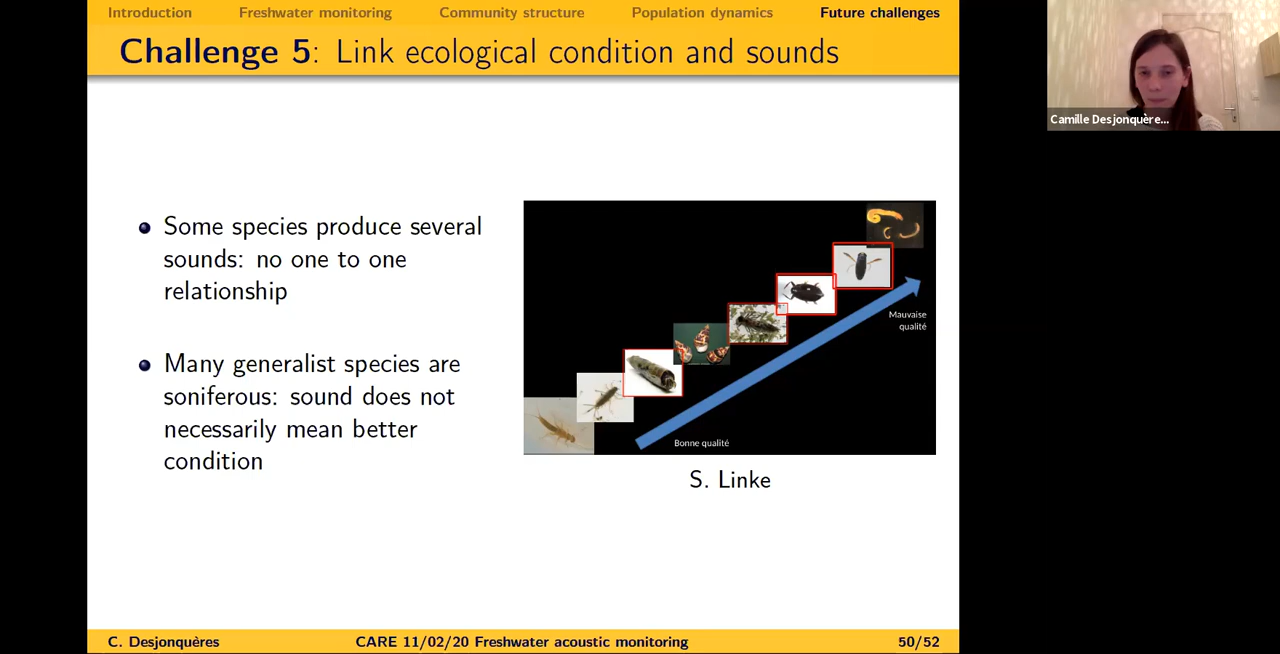 Introduction Freshwater monitoring Community structure Population dynamics Future challenges
Challenge 5: Link ecological condition and sounds
Camille Desjonquère...
Some species produce several
sounds: no one to one
relationship
Many generalist species are
soniferous: sound does not
necessarily mean better
condition
Mauvaise
qualité
Bonne qualité
S. Linke
C. Desjonquères CARE 11/02/20 Freshwater acoustic monitoring 50/52